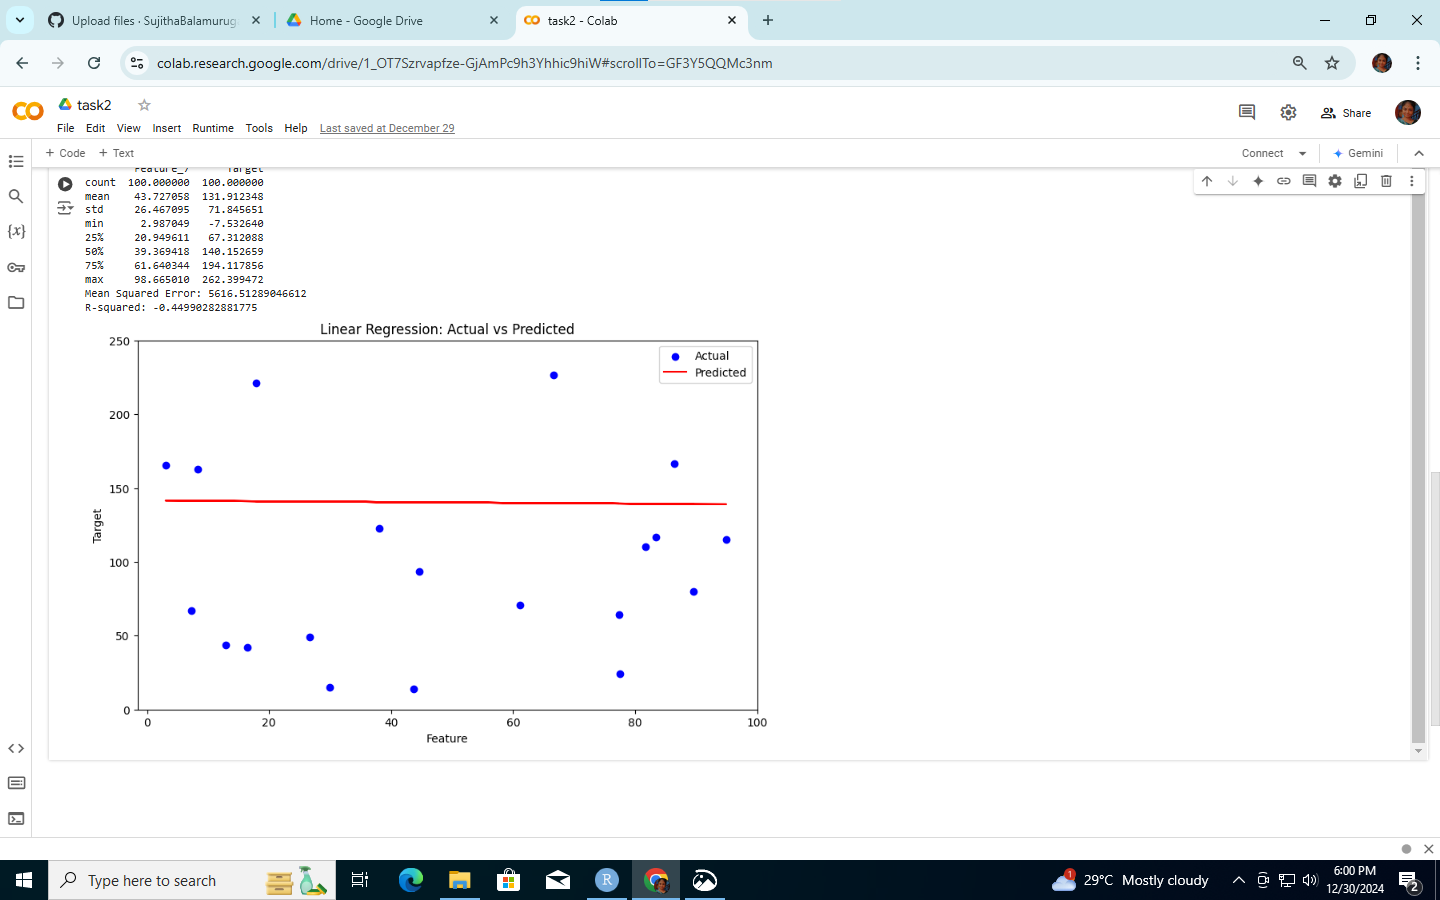 Upload files · SujithaBalamurug
Home - Google Drive
task2 - Colab
colab.research.google.com/drive/1_OT7Szrvapfze-GjAmPc9h3Yhhic9hiW#scrollTo=GF3Y5QQMc3nm
CO
task2
Share
File Edit View Insert Runtime Tools Help Last saved at December 29
+ Code + Text
Connect
Gemini
Feature_7 Target
count 100.000000 100.000000
mean 43.727058 131.912348
std 26.467095 71.845651
min 2.987049 -7.532640
25% 20.949611 67.312088
50% 39.369418 140.152659
75% 61.640344 194.117856
max 98.665010 262.399472
Mean Squared Error: 5616.51289046612
R-squared: -0.44990282881775
{x}
Linear Regression: Actual vs Predicted
Actual
Predicted
250
200
150
100
50
0
Target
0 20 40 60 80 100
Feature
Type here to search
R
1
29°C Mostly cloudy
6:00 PM
12/30/2024
2